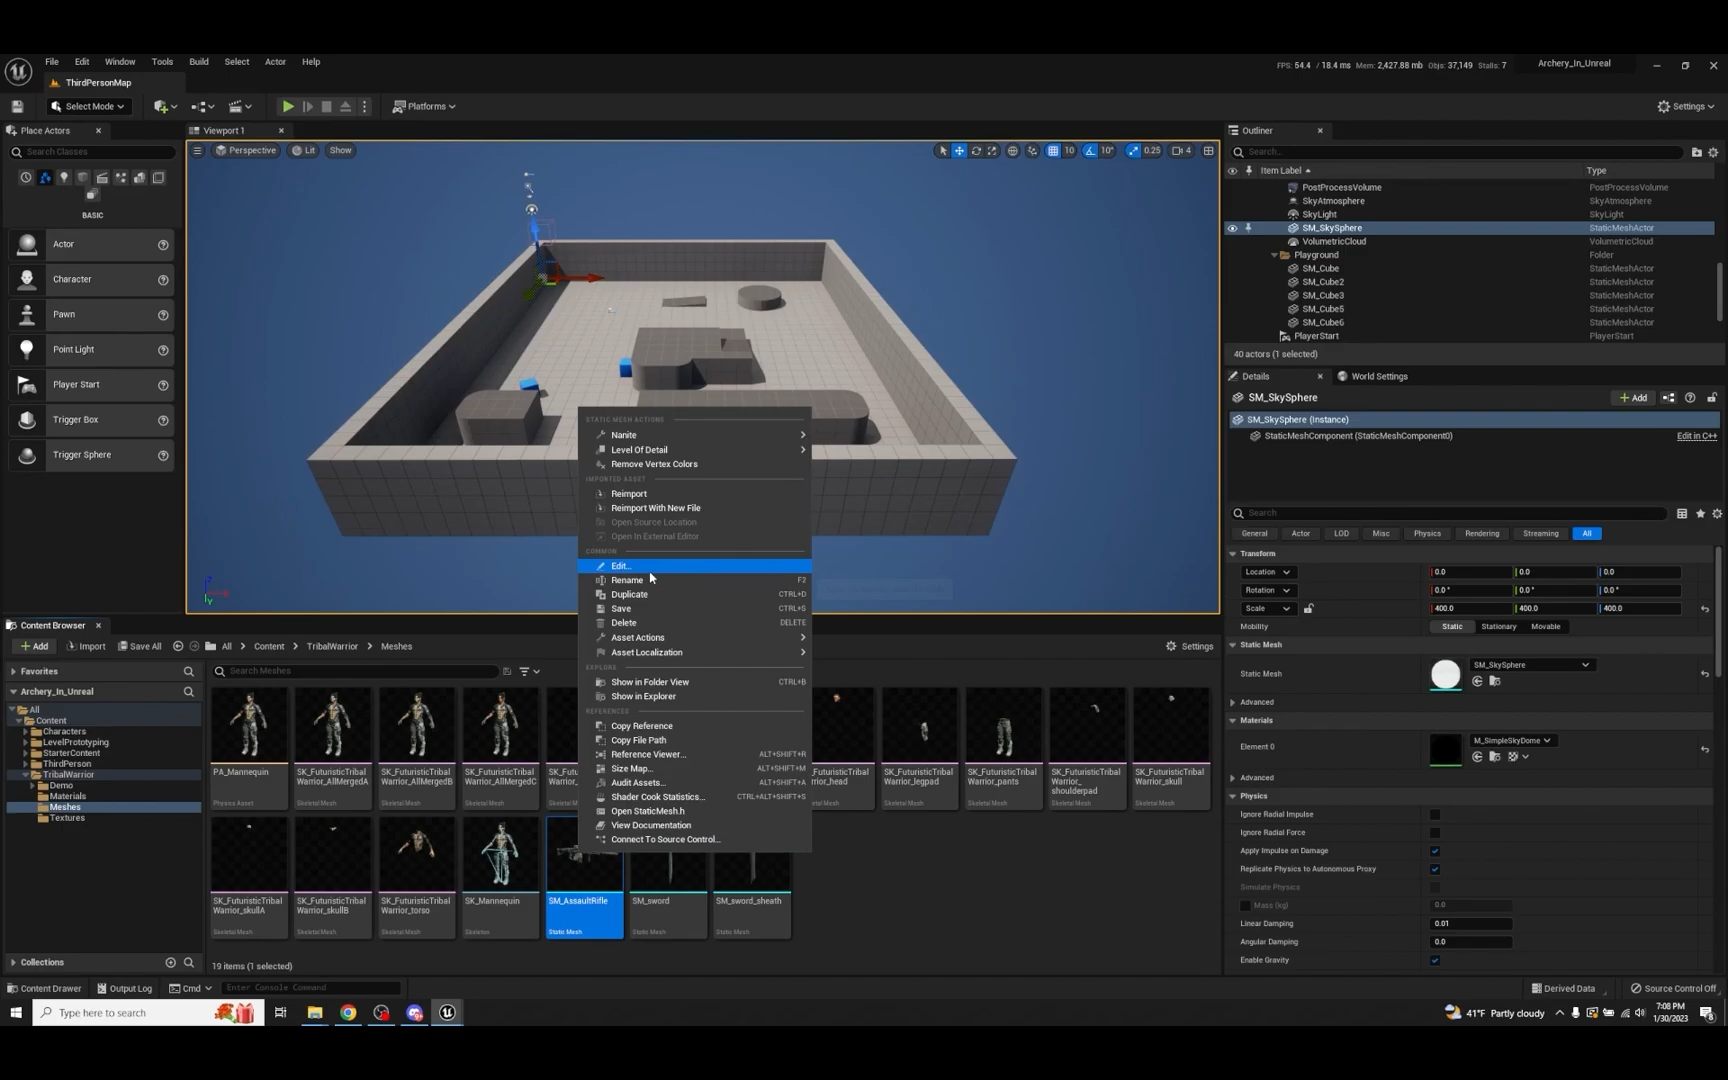 File Edit Window Tools Build Select Actor Help
FPS: 54.4 / 18.4 ms Mem: 2,427.88 mb Objs: 37,149 Stalls: 7
Archery_In_Unreal
ThirdPersonMap
Select Mode
Platforms
Settings
Place Actors
Search Classes
BASIC
Actor
Character
Pawn
Point Light
Player Start
Trigger Box
Trigger Sphere
Viewport 1
Perspective Lit Show
10 10° 0.25 4
STATIC MESH ACTIONS
Nanite
Level Of Detail
Remove Vertex Colors
IMPORTED ASSET
Reimport
Reimport With New File
Open Source Location
Open In External Editor
COMMON
Edit...
Rename F2
Duplicate CTRL+D
Save CTRL+S
Delete DELETE
Asset Actions
Asset Localization
EXPLORE
Show in Folder View CTRL+B
Show in Explorer
REFERENCES
Copy Reference
Copy File Path
Reference Viewer... ALT+SHIFT+R
Size Map... ALT+SHIFT+M
Audit Assets... ALT+SHIFT+A
Shader Cook Statistics... CTRL+ALT+SHIFT+S
Open StaticMesh.h
View Documentation
Connect To Source Control...
Outliner
Search...
Item Label Type
PostProcessVolume PostProcessVolume
SkyAtmosphere SkyAtmosphere
SkyLight SkyLight
SM_SkySphere StaticMeshActor
VolumetricCloud VolumetricCloud
Playground Folder
SM_Cube StaticMeshActor
SM_Cube2 StaticMeshActor
SM_Cube3 StaticMeshActor
SM_Cube5 StaticMeshActor
SM_Cube6 StaticMeshActor
PlayerStart PlayerStart
40 actors (1 selected)
Details World Settings
SM_SkySphere
Add
SM_SkySphere (Instance)
StaticMeshComponent (StaticMeshComponent0) Edit in C++
Search
General Actor LOD Misc Physics Rendering Streaming All
Transform
Location 0.0 0.0 0.0
Rotation 0.0° 0.0° 0.0°
Scale 400.0 400.0 400.0
Mobility Static Stationary Movable
Static Mesh
Static Mesh SM_SkySphere
Advanced
Materials
Element 0 M_SimpleSkyDome
Advanced
Physics
Ignore Radial Impulse
Ignore Radial Force
Apply Impulse on Damage
Replicate Physics to Autonomous Proxy
Simulate Physics
Mass (kg) 0.0
Linear Damping 0.01
Angular Damping 0.0
Enable Gravity
Content Browser
Add Import Save All All Content TribalWarrior Meshes
Settings
Favorites
Archery_In_Unreal
All
Content
Characters
LevelPrototyping
StarterContent
ThirdPerson
TribalWarrior
Demo
Materials
Meshes
Textures
Collections
Search Meshes
PA_Mannequin
Physics Asset
SK_FuturisticTribal
Warrior_AllMergedA
Skeletal Mesh
SK_FuturisticTribal
Warrior_AllMergedB
Skeletal Mesh
SK_FuturisticTribal
Warrior_AllMergedC
Skeletal Mesh
Warrior_head
SK_FuturisticTribal
Warrior_legpad
Skeletal Mesh
SK_FuturisticTribal
Warrior_pants
Skeletal Mesh
SK_FuturisticTribal
Warrior_
shoulderpad
Skeletal Mesh
SK_FuturisticTribal
Warrior_skull
Skeletal Mesh
SK_FuturisticTribal
Warrior_skullA
Skeletal Mesh
SK_FuturisticTribal
Warrior_skullB
Skeletal Mesh
SK_FuturisticTribal
Warrior_torso
Skeletal Mesh
SK_Mannequin
Skeleton
SM_AssaultRifle
Static Mesh
SM_sword
Static Mesh
SM_sword_sheath
Static Mesh
19 items (1 selected)
Content Drawer Output Log Cmd Enter Console Command
Derived Data Source Control Off
Type here to search
41°F Partly cloudy
7:08 PM
1/30/2023